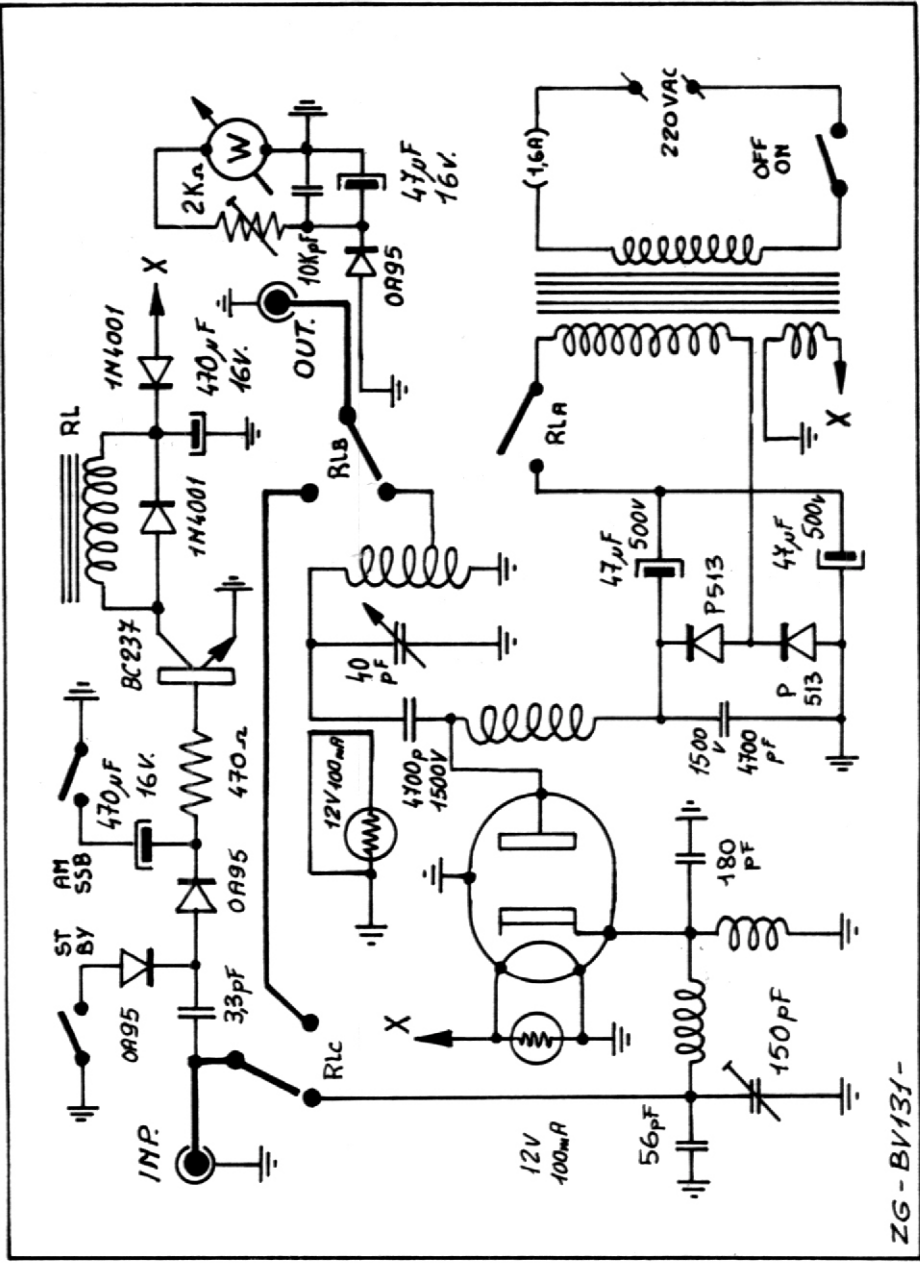 INP.
ST
BY
AM
SSB
BC237
RL
0A95
470µF
16V.
1N4001
1N4001
X
3,3pF
0A95
470Ω
470µF
16V.
2KΩ
W
10KpF
47µF
16V.
0A95
OUT.
RLC
RLB
X
12V 100mA
40
pF
4700p
1500V
RLA
12V
100mA
47µF
500V
P513
X
(1,6A)
220VAC
OFF
ON
56pF
180
pF
1500
V
4700
pF
P
513
47µF
500V
150pF
ZG - BV131-